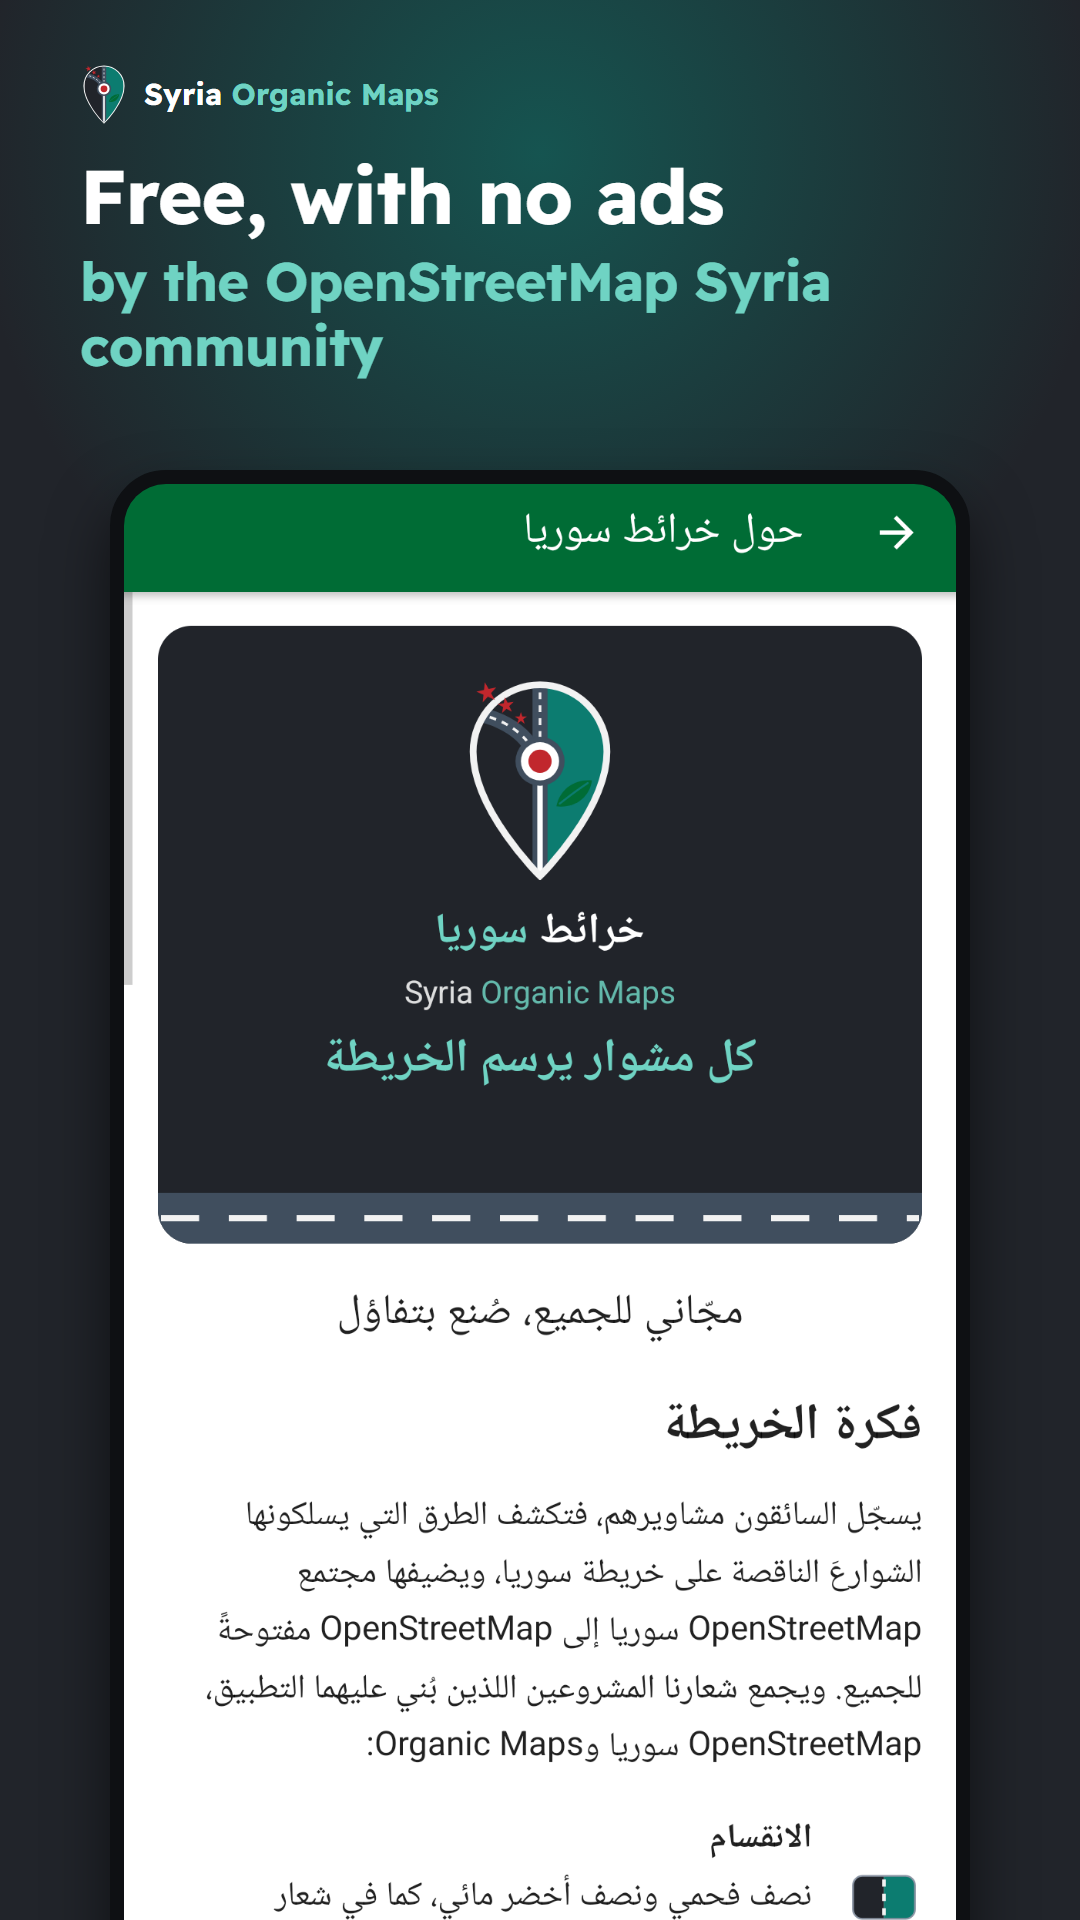 Syria Organic Maps
Free, with no ads
by the OpenStreetMap Syria
community
حول خرائط سوريا
خرائط سوريا
Syria Organic Maps
كل مشوار يرسم الخريطة
مجّاني للجميع، صُنع بتفاؤل
فكرة الخريطة
يسجّل السائقون مشاويرهم، فتكشف الطرق التي يسلكونها
الشوارعَ الناقصة على خريطة سوريا، ويضيفها مجتمع
OpenStreetMap سوريا إلى OpenStreetMap مفتوحةً
للجميع. ويجمع شعارنا المشروعين اللذين بُني عليهما التطبيق،
OpenStreetMap سوريا وOrganic Maps:
الانقسام
نصف فحمي ونصف أخضر مائي، كما في شعار